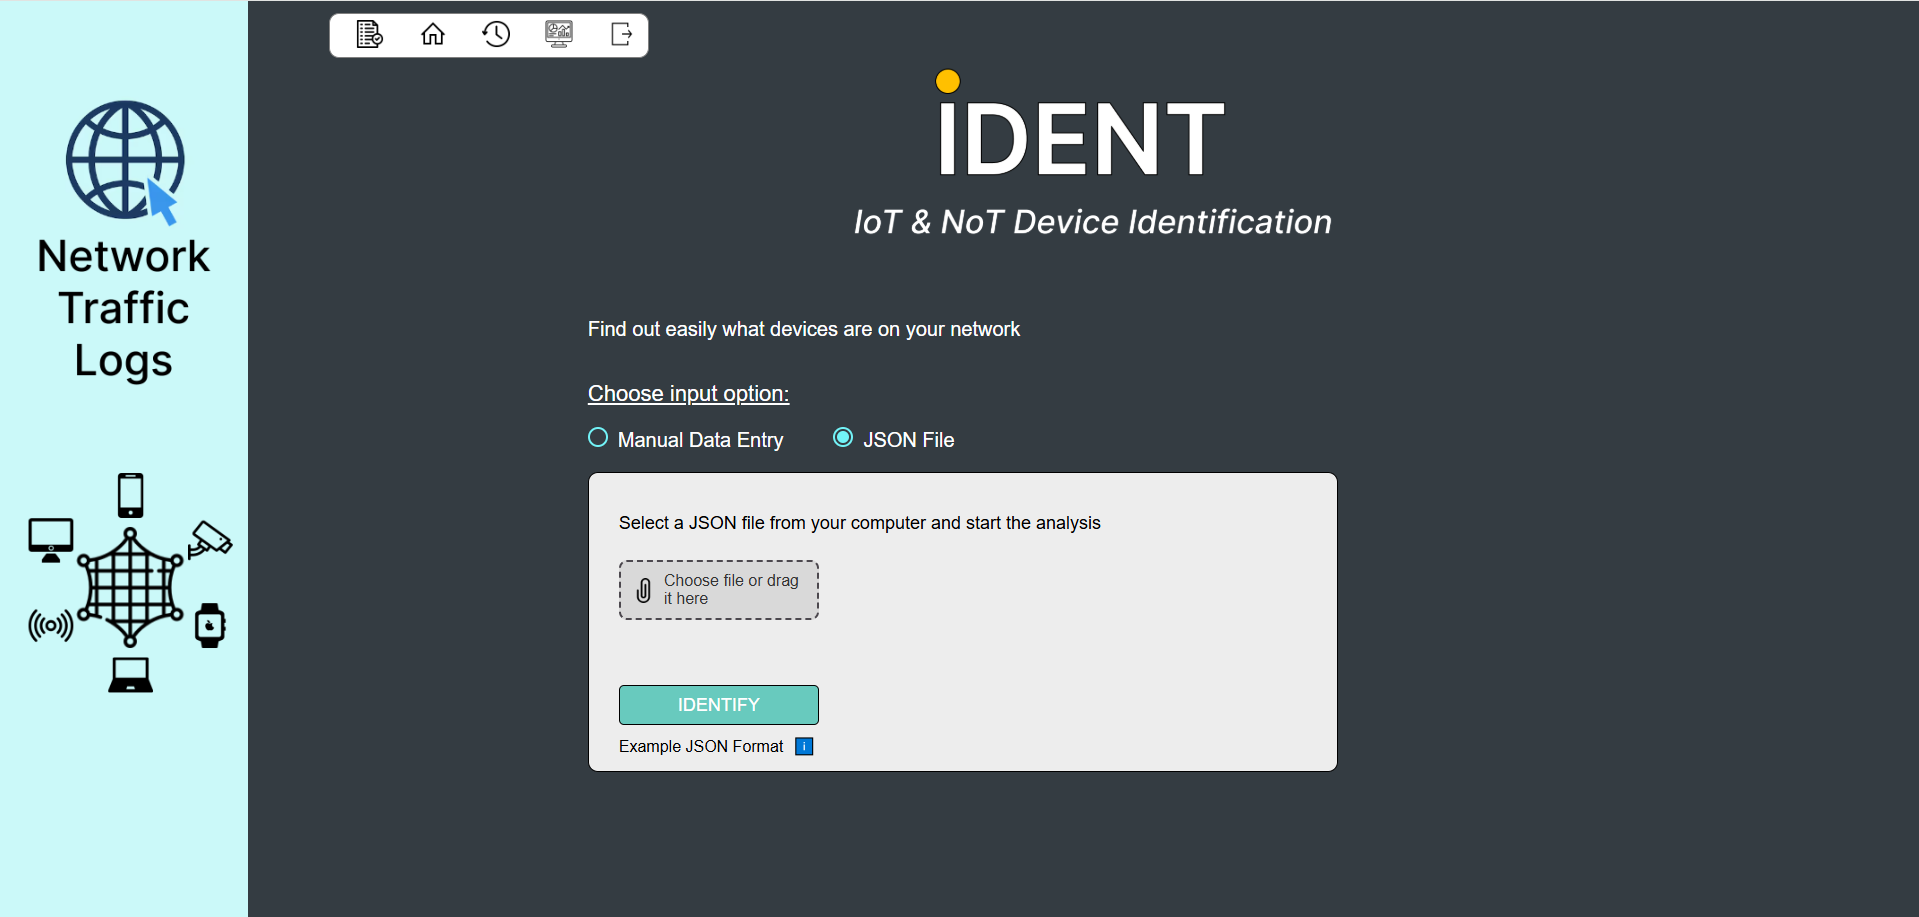 Network
Traffic
Logs
iDENT
IoT & NoT Device Identification
Find out easily what devices are on your network
Choose input option:
Manual Data Entry
JSON File
Select a JSON file from your computer and start the analysis
Choose file or drag
it here
IDENTIFY
Example JSON Format i